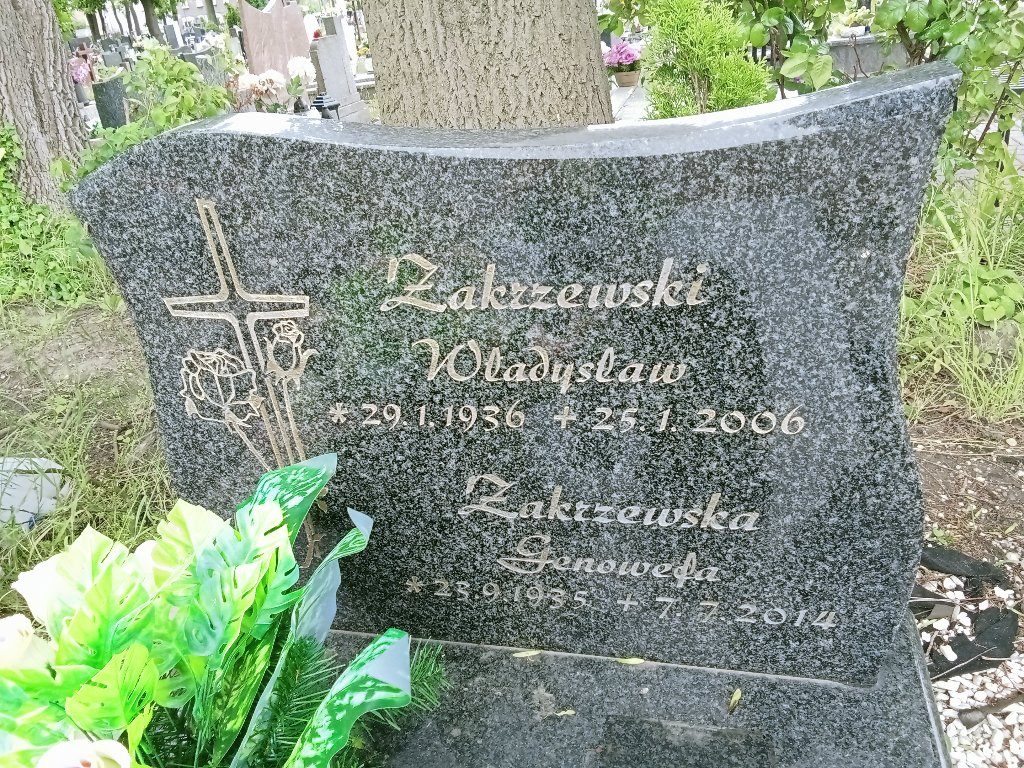 Zakrzewski
Władysław
* 29.1.1936 + 25.1.2006
Zakrzewska
Genowefa
* 23.9.1935 + 7.7.2014